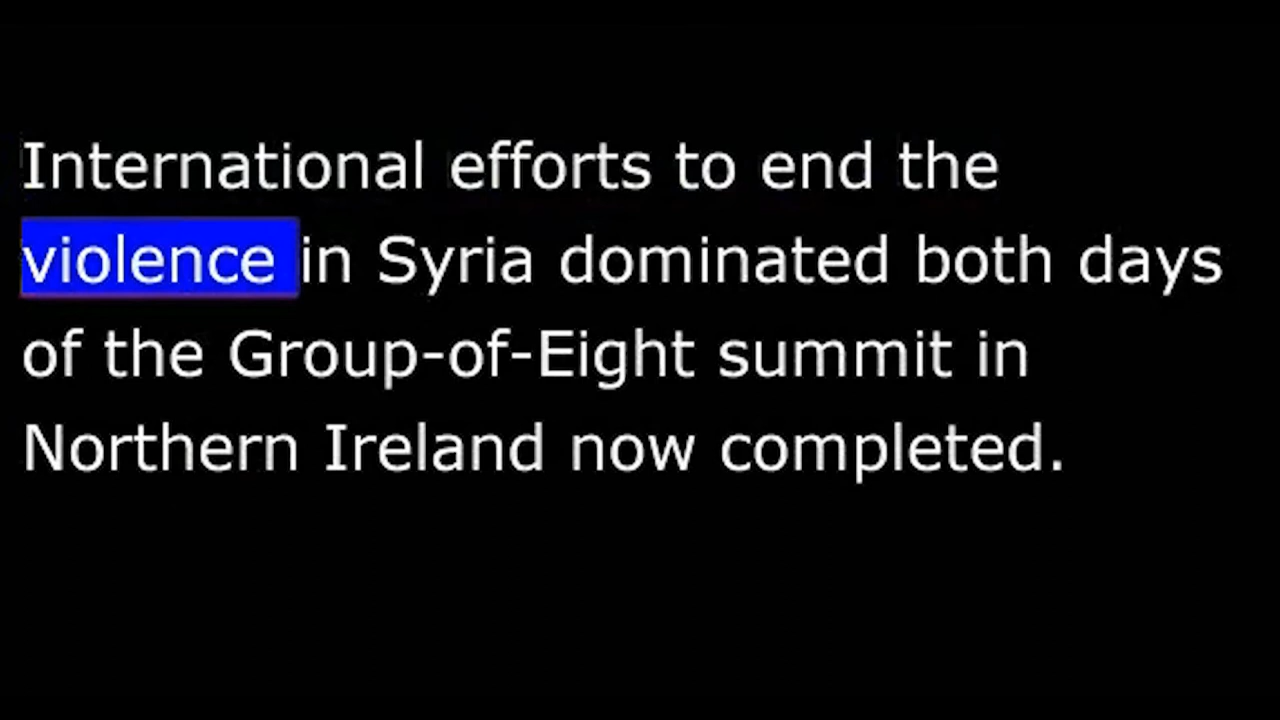 International efforts to end the
violence in Syria dominated both days
of the Group-of-Eight summit in
Northern Ireland now completed.